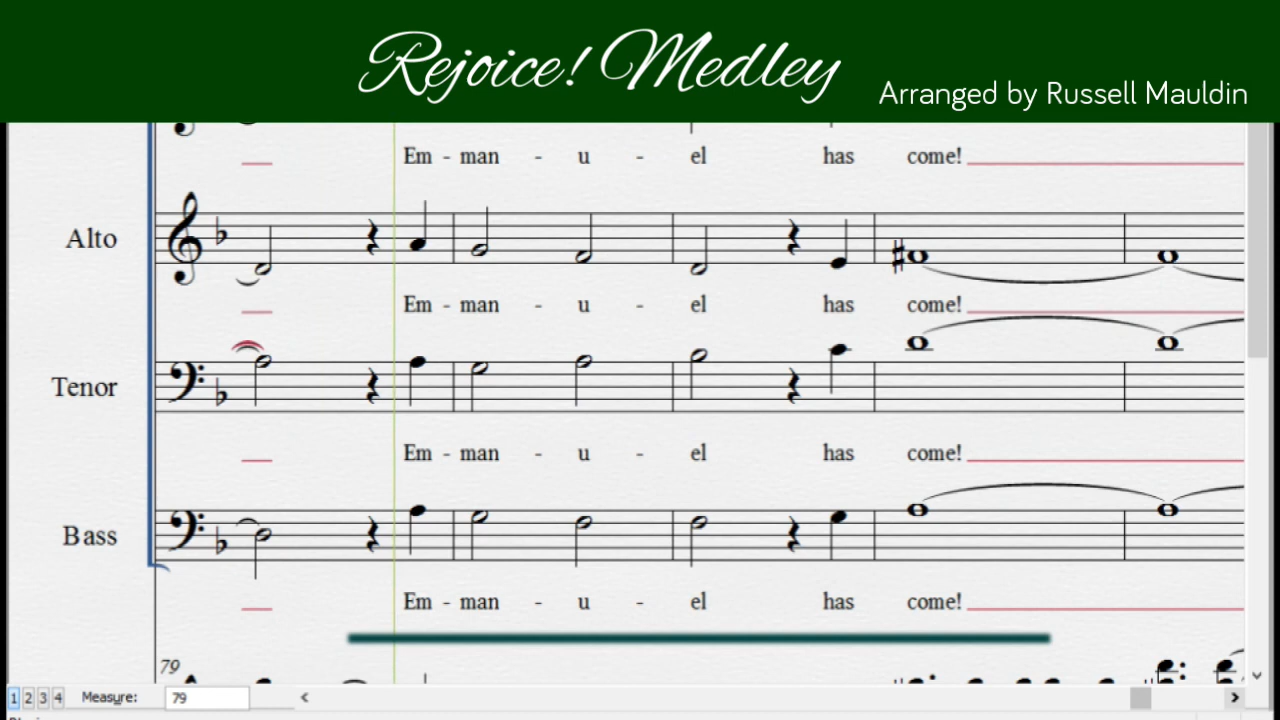 Rejoice! Medley
Arranged by Russell Mauldin
Em - man - u - el has come!
Alto
Em - man - u - el has come!
Tenor
Em - man - u - el has come!
Bass
Em - man - u - el has come!
79
1 2 3 4 Measure: 79